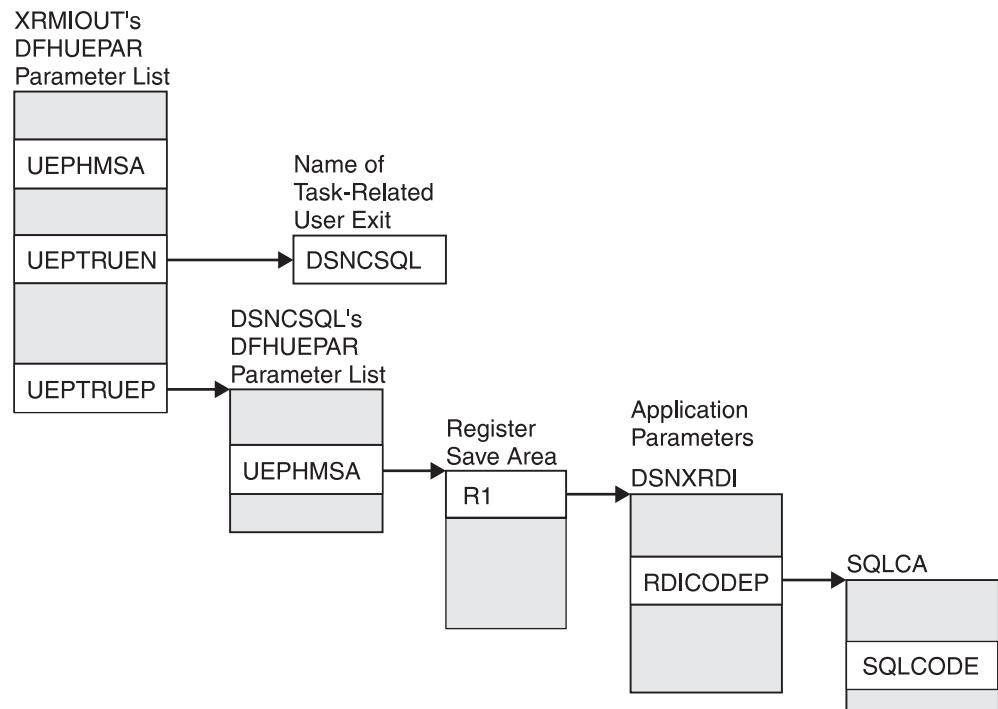 XRMIOUT's
DFHUEPAR
Parameter List
UEPHMSA
Name of
Task-Related
User Exit
UEPTRUEN
DSNCSQL
DSNCSQL's
DFHUEPAR
Parameter List
UEPTRUEP
UEPHMSA
Register
Save Area
R1
Application
Parameters
DSNXRDI
RDICODEP
SQLCA
SQLCODE